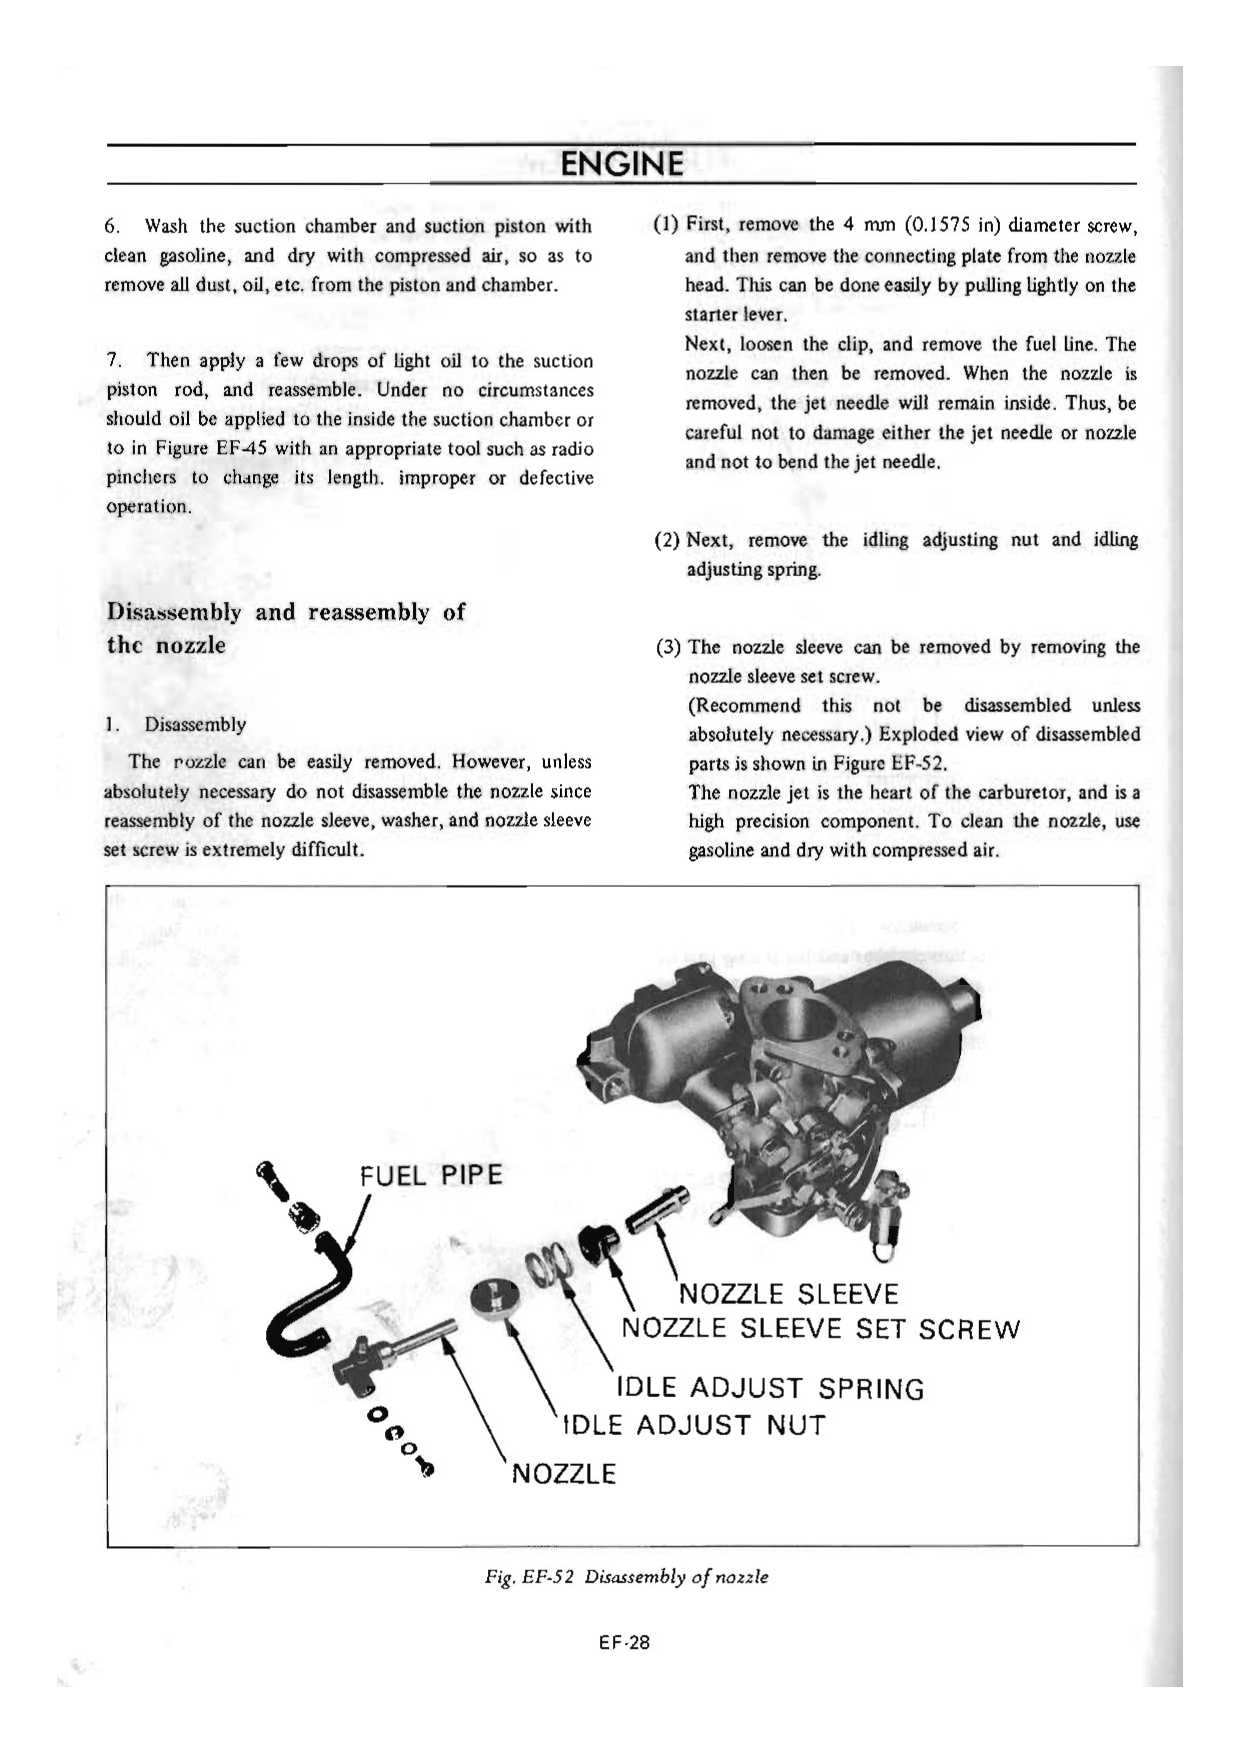 ENGINE
6. Wash the suction chamber and suction piston with
clean gasoline, and dry with compressed air, so as to
remove all dust, oil, etc. from the piston and chamber.
7. Then apply a few drops of light oil to the suction
piston rod, and reassemble. Under no circumstances
should oil be applied to the inside the suction chamber or
to in Figure EF-45 with an appropriate tool such as radio
pinchers to change its length. improper or defective
operation.
Disassembly and reassembly of
the nozzle
1. Disassembly
The nozzle can be easily removed. However, unless
absolutely necessary do not disassemble the nozzle since
reassembly of the nozzle sleeve, washer, and nozzle sleeve
set screw is extremely difficult.
(1) First, remove the 4 mm (0.1575 in) diameter screw,
and then remove the connecting plate from the nozzle
head. This can be done easily by pulling lightly on the
starter lever.
Next, loosen the clip, and remove the fuel line. The
nozzle can then be removed. When the nozzle is
removed, the jet needle will remain inside. Thus, be
careful not to damage either the jet needle or nozzle
and not to bend the jet needle.
(2) Next, remove the idling adjusting nut and idling
adjusting spring.
(3) The nozzle sleeve can be removed by removing the
nozzle sleeve set screw.
(Recommend this not be disassembled unless
absolutely necessary.) Exploded view of disassembled
parts is shown in Figure EF-52.
The nozzle jet is the heart of the carburetor, and is a
high precision component. To clean the nozzle, use
gasoline and dry with compressed air.
FUEL PIPE
NOZZLE SLEEVE
NOZZLE SLEEVE SET SCREW
IDLE ADJUST SPRING
IDLE ADJUST NUT
NOZZLE
Fig. EF-52 Disassembly of nozzle
EF-28